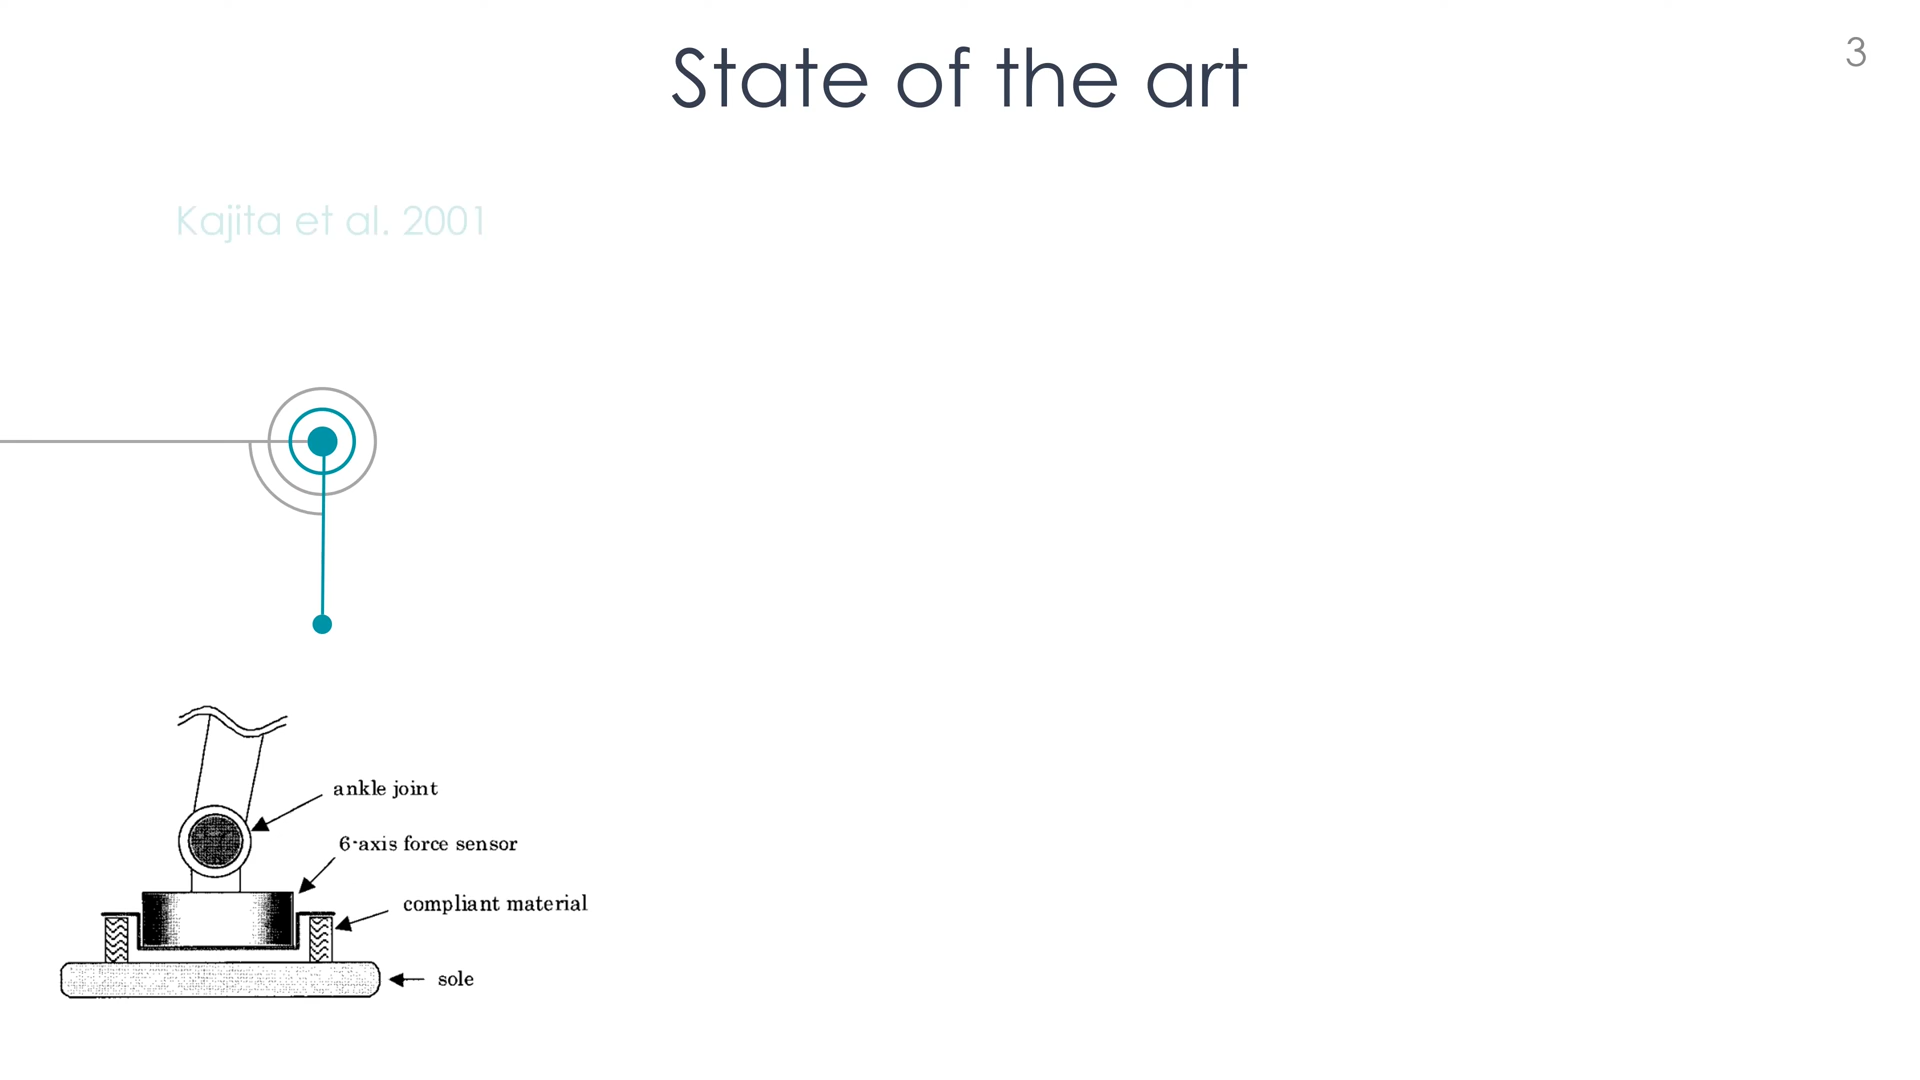 State of the art
3
Kajita et al. 2001
ankle joint
6-axis force sensor
compliant material
sole